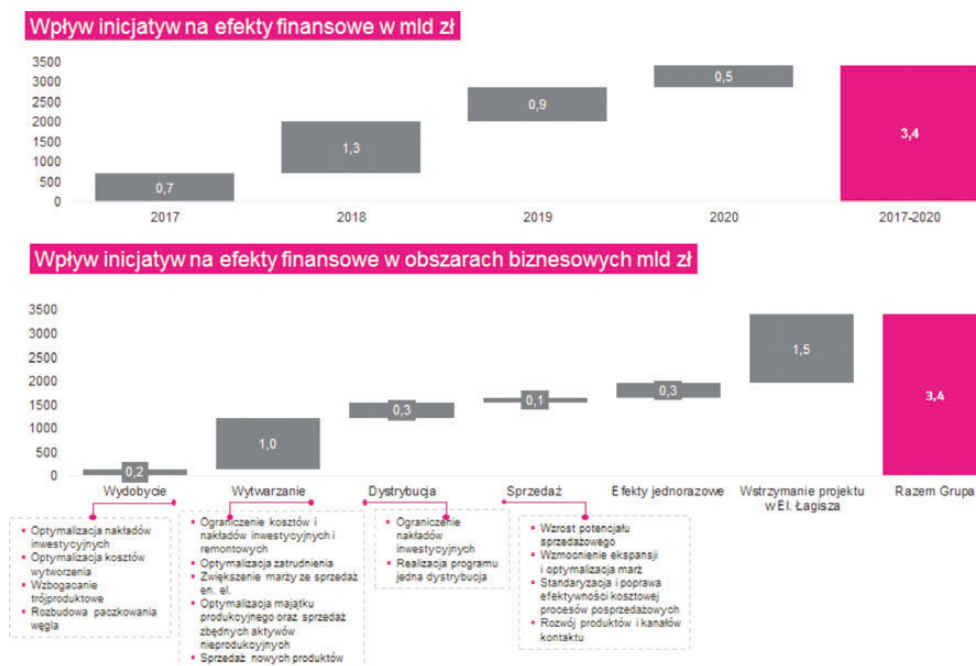 Wpływ inicjatyw na efekty finansowe w mld zł
3500
3000
2500
2000
1500
1000
500
0
0,7
1,3
0,9
0,5
3,4
2017
2018
2019
2020
2017-2020
Wpływ inicjatyw na efekty finansowe w obszarach biznesowych mld zł
3500
3000
2500
2000
1500
1000
500
0
0,2
1,0
0,3
0,1
0,3
1,5
3,4
Wydobycie
Wytwarzanie
Dystrybucja
Sprzedaż
Efekty jednorazowe
Wstrzymanie projektu
w El. Łagisza
Razem Grupa
Optymalizacja nakładów
inwestycyjnych
Optymalizacja kosztów
wytworzenia
Wzbogacanie
trójproduktowe
Rozbudowa paczkowania
węgla
Ograniczenie kosztów i
nakładów inwestycyjnych i
remontowych
Optymalizacja zatrudnienia
Zwiększenie marży ze sprzedaż
en. el.
Optymalizacja majątku
produkcyjnego oraz sprzedaż
zbędnych aktywów
nieprodukcyjnych
Sprzedaż nowych produktów
Ograniczenie
nakładów
inwestycyjnych
Realizacja programu
jedna dystrybucja
Wzrost potencjału
sprzedażowego
Wzmocnienie ekspansji
i optymalizacja marż
Standaryzacja i poprawa
efektywności kosztowej
procesów posprzedażowych
Rozwój produktów i kanałów
kontaktu